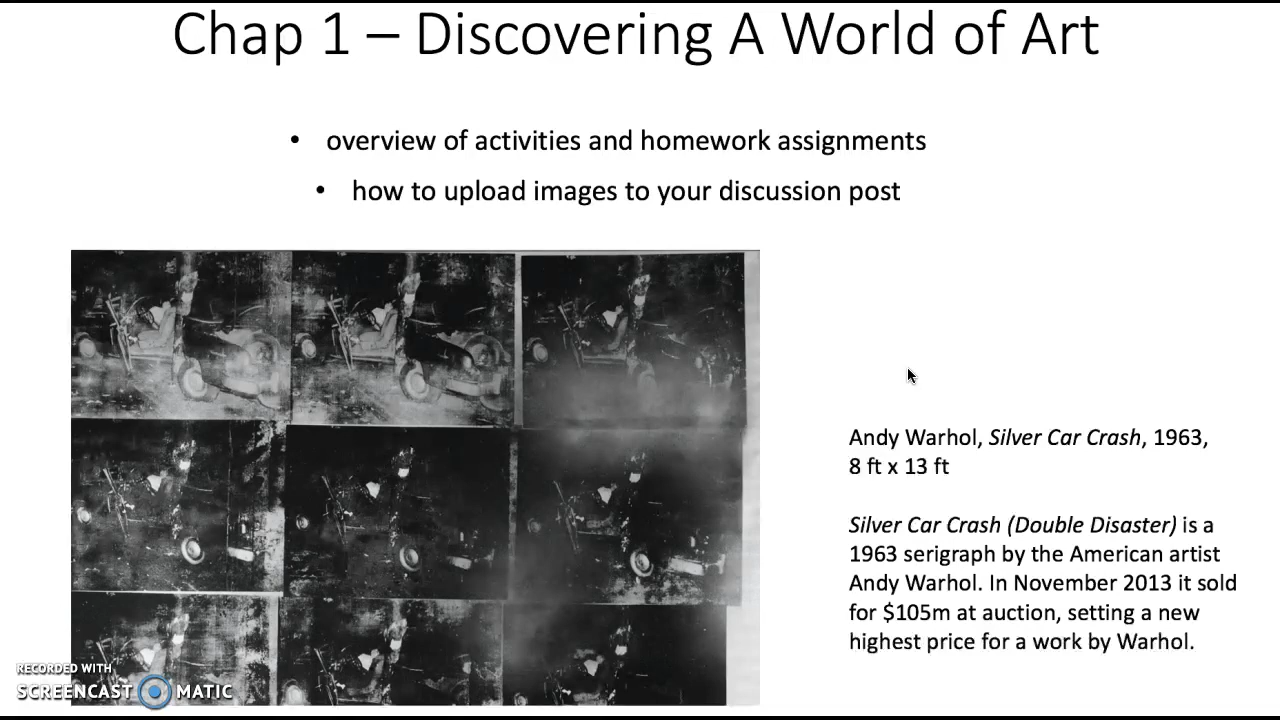 Chap 1 – Discovering A World of Art
• overview of activities and homework assignments
• how to upload images to your discussion post
Andy Warhol, Silver Car Crash, 1963,
8 ft x 13 ft
Silver Car Crash (Double Disaster) is a
1963 serigraph by the American artist
Andy Warhol. In November 2013 it sold
for $105m at auction, setting a new
highest price for a work by Warhol.
RECORDED WITH
SCREENCAST MATIC